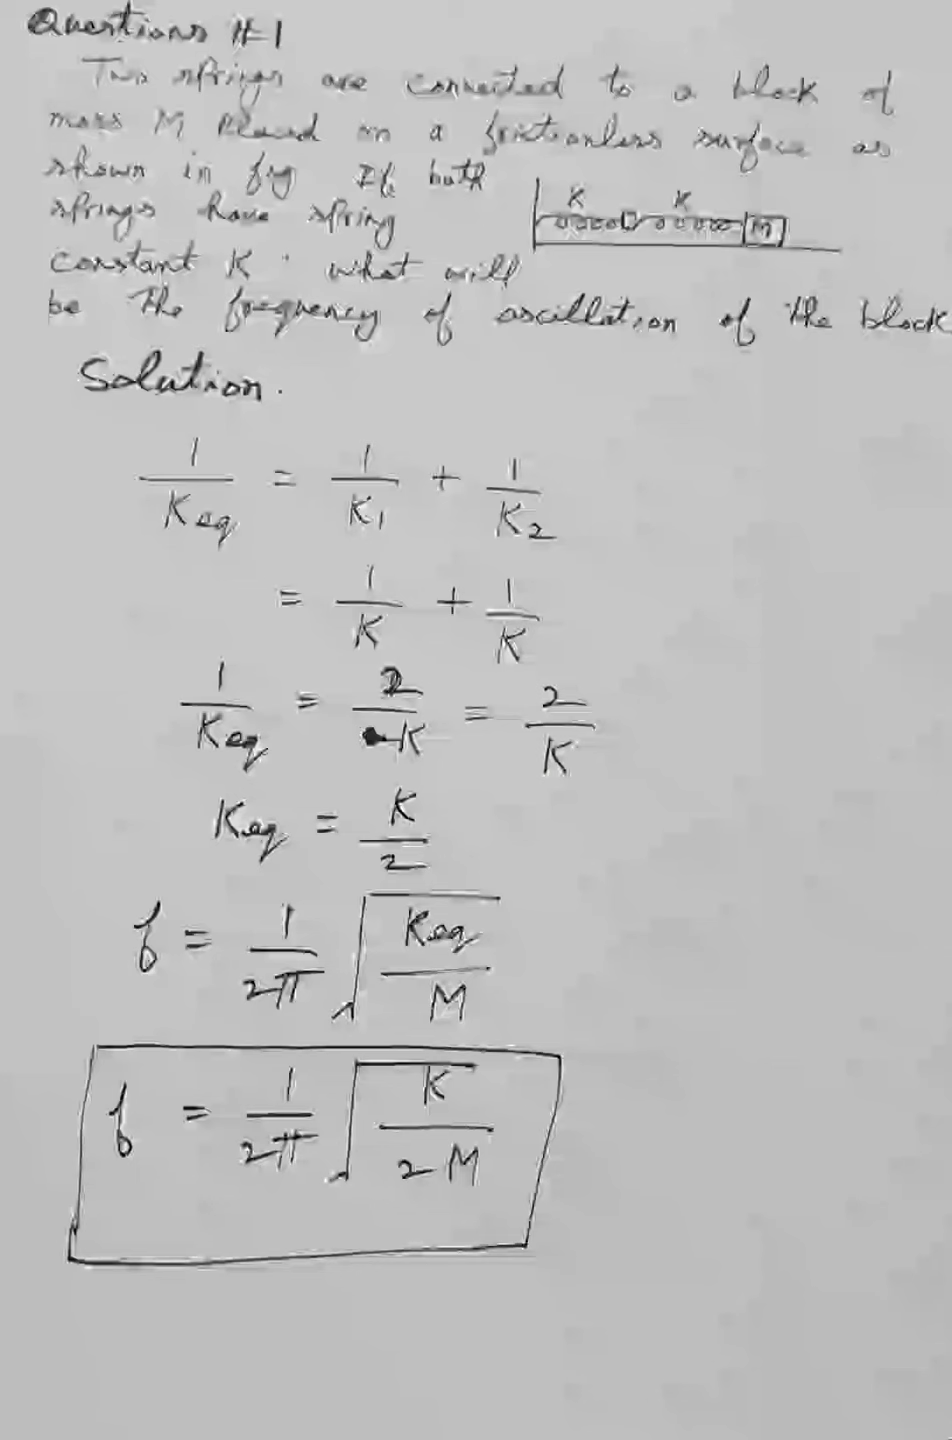 Questions #1
Two springs are connected to a block of
mass M placed on a frictionless surface as
shown in fig If both
springs have spring
K K
M
constant K . what will
be the frequency of oscillation of the block
Solution.
1/Keq = 1/K1 + 1/K2
= 1/K + 1/K
1/Keq = 2/K = 2/K
Keq = K/2
f = 1/2π √(Keq/M)
f = 1/2π √(K/2M)